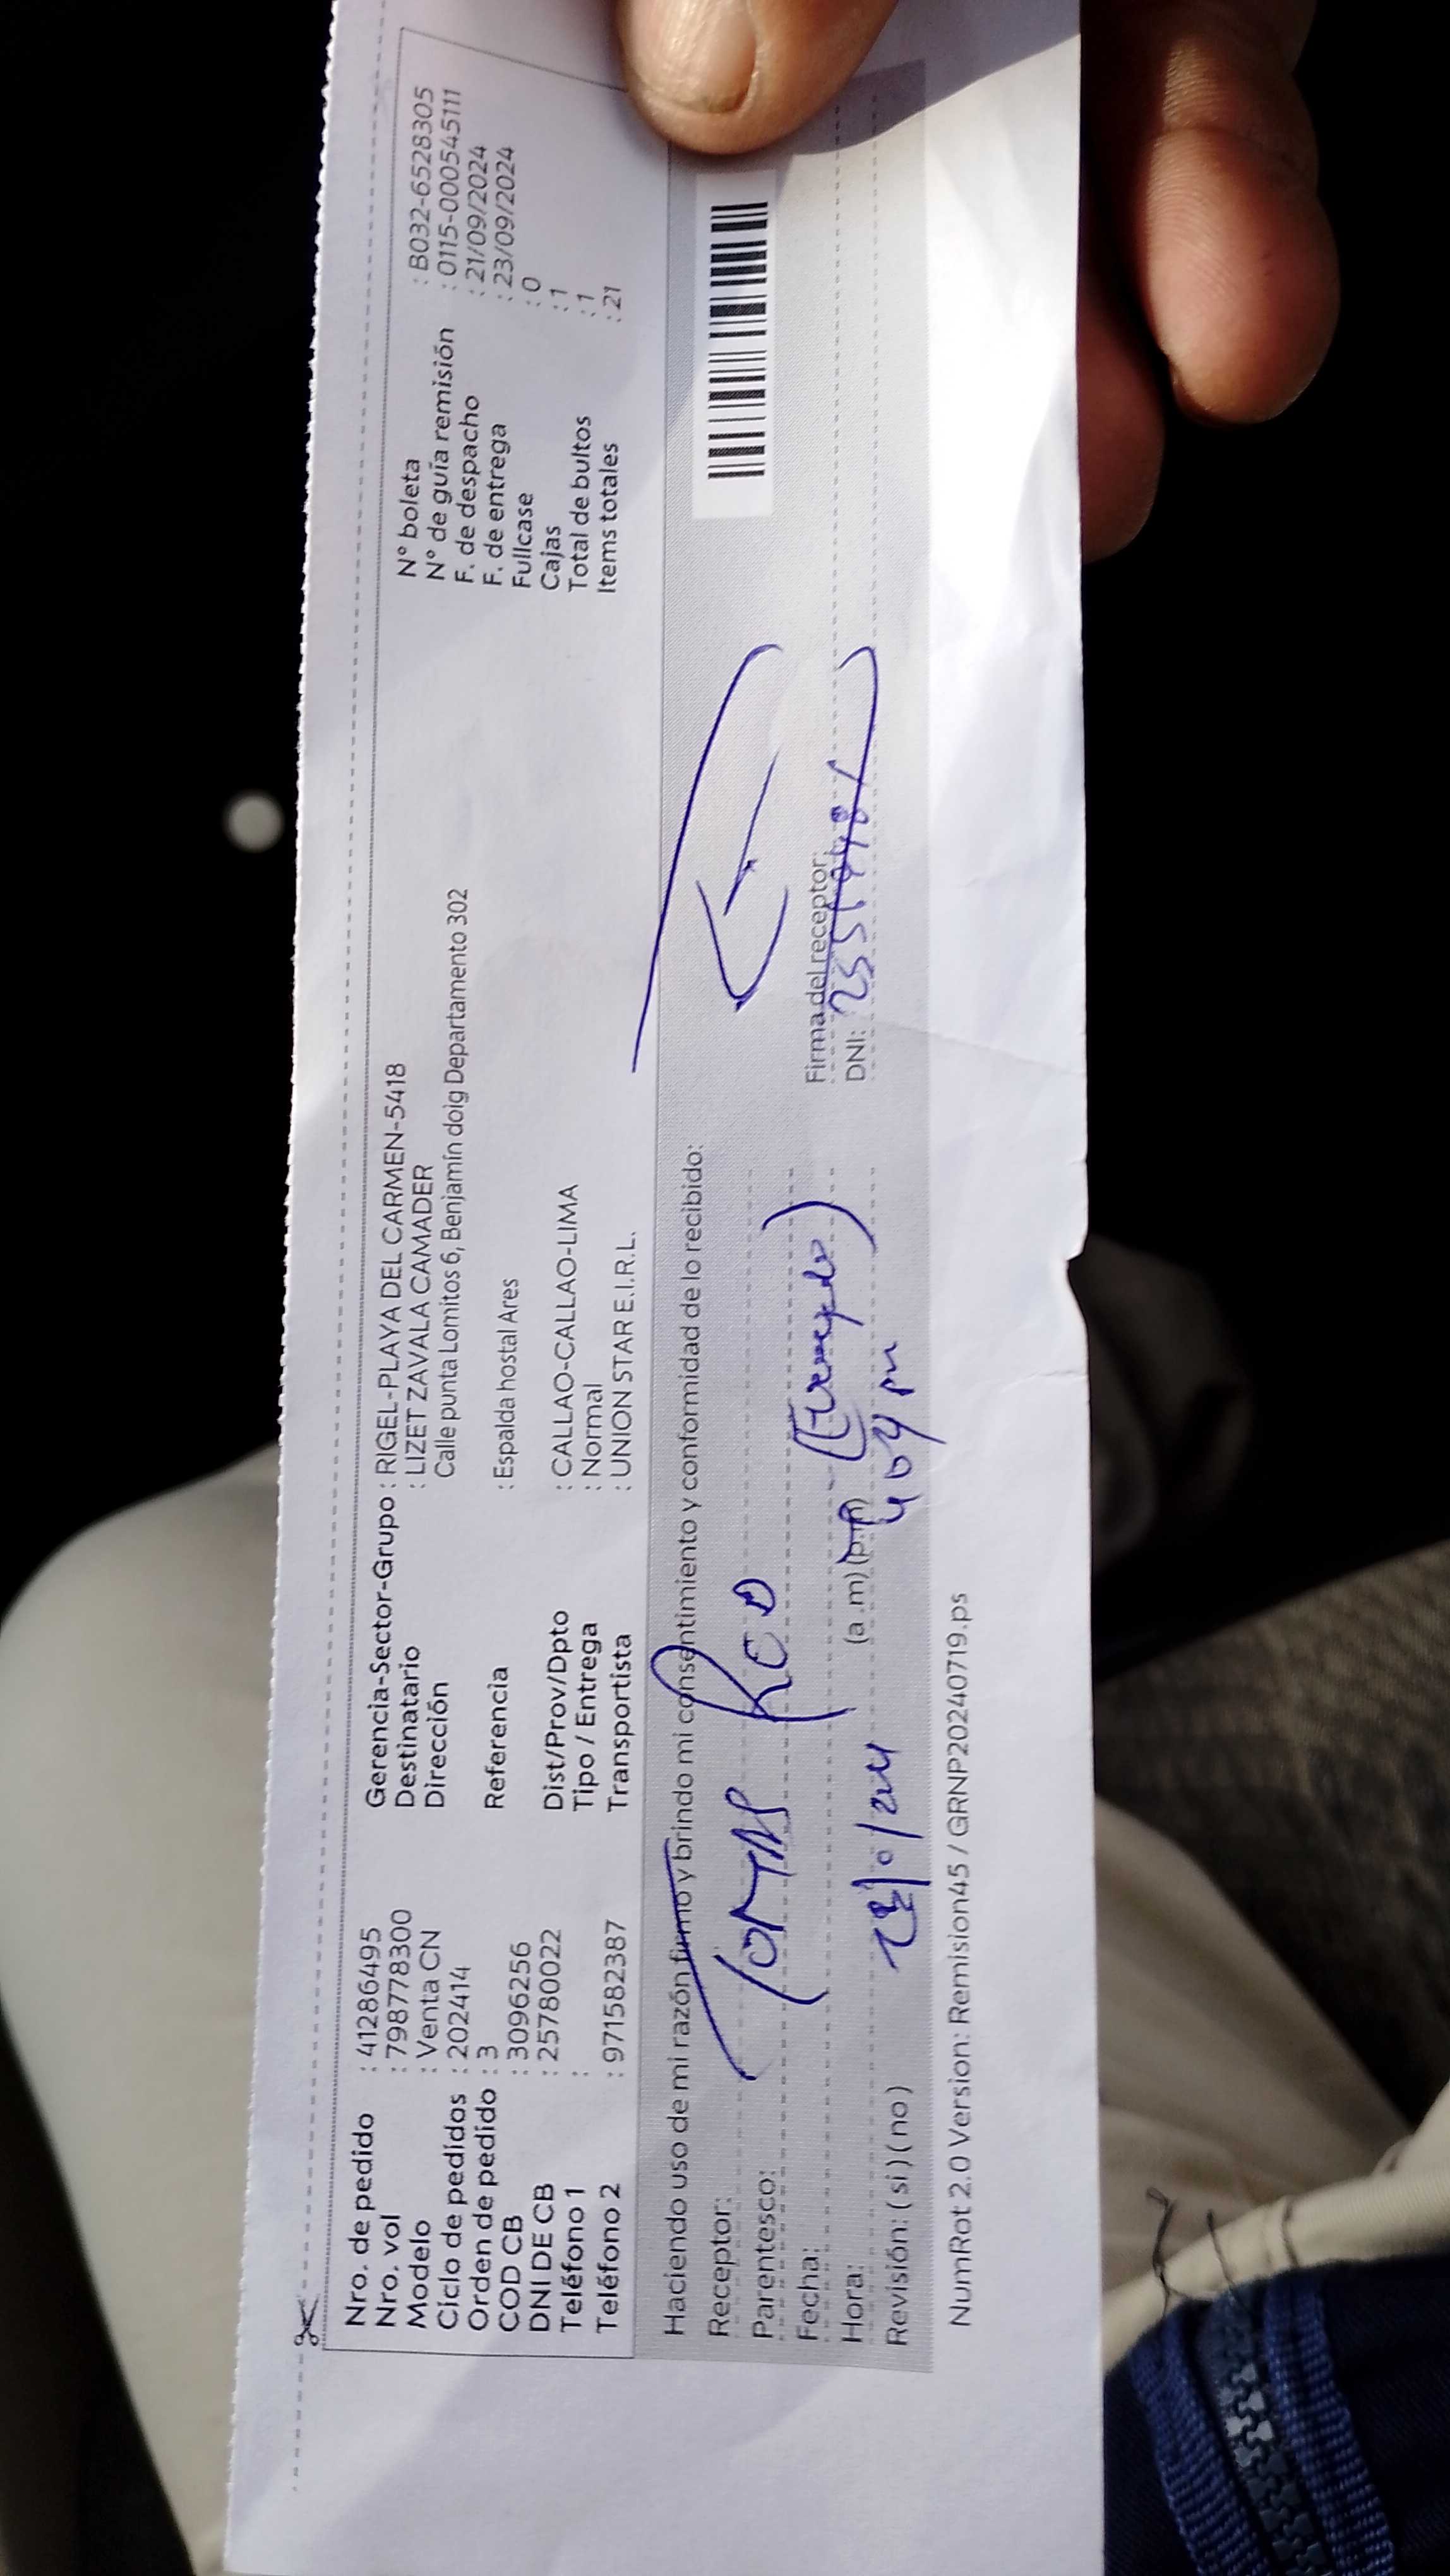 Nro. de pedido : 41286495
Nro. vol : 798778300
Modelo : Venta CN
Ciclo de pedidos : 202414
Orden de pedido : 3
COD CB : 3096256
DNI DE CB : 25780022
Teléfono 1 :
Teléfono 2 : 971582387
Gerencia-Sector-Grupo : RIGEL-PLAYA DEL CARMEN-5418
Destinatario : LIZET ZAVALA CAMADER
Dirección Calle punta Lomitos 6, Benjamín doig Departamento 302
Referencia : Espalda hostal Ares
Dist/Prov/Dpto : CALLAO-CALLAO-LIMA
Tipo / Entrega : Normal
Transportista : UNION STAR E.I.R.L.
N° boleta : B032-6528305
N° de guía remisión : 0115-000545111
F. de despacho : 21/09/2024
F. de entrega : 23/09/2024
Fullcase : 0
Cajas : 1
Total de bultos : 1
Items totales : 21
Haciendo uso de mi razón firmo y brindo mi consentimiento y conformidad de lo recibido:
Receptor:
Parentesco:
Fecha:
Hora: (a.m) (p.m)
Revisión: (si) (no)
Firma del receptor:
DNI:
NumRot 2.0 Version: Remision45 / GRNP20240719.ps